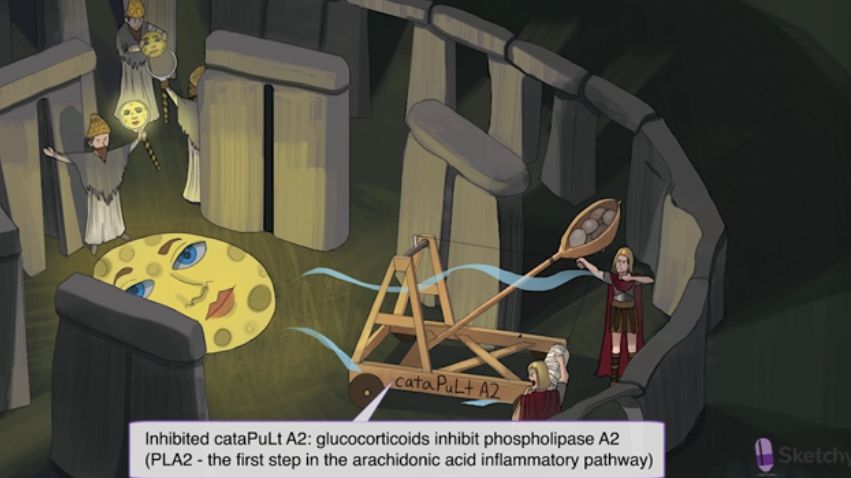 cataPuLt A2
Inhibited cataPuLt A2: glucocorticoids inhibit phospholipase A2
(PLA2 - the first step in the arachidonic acid inflammatory pathway)
Sketchy